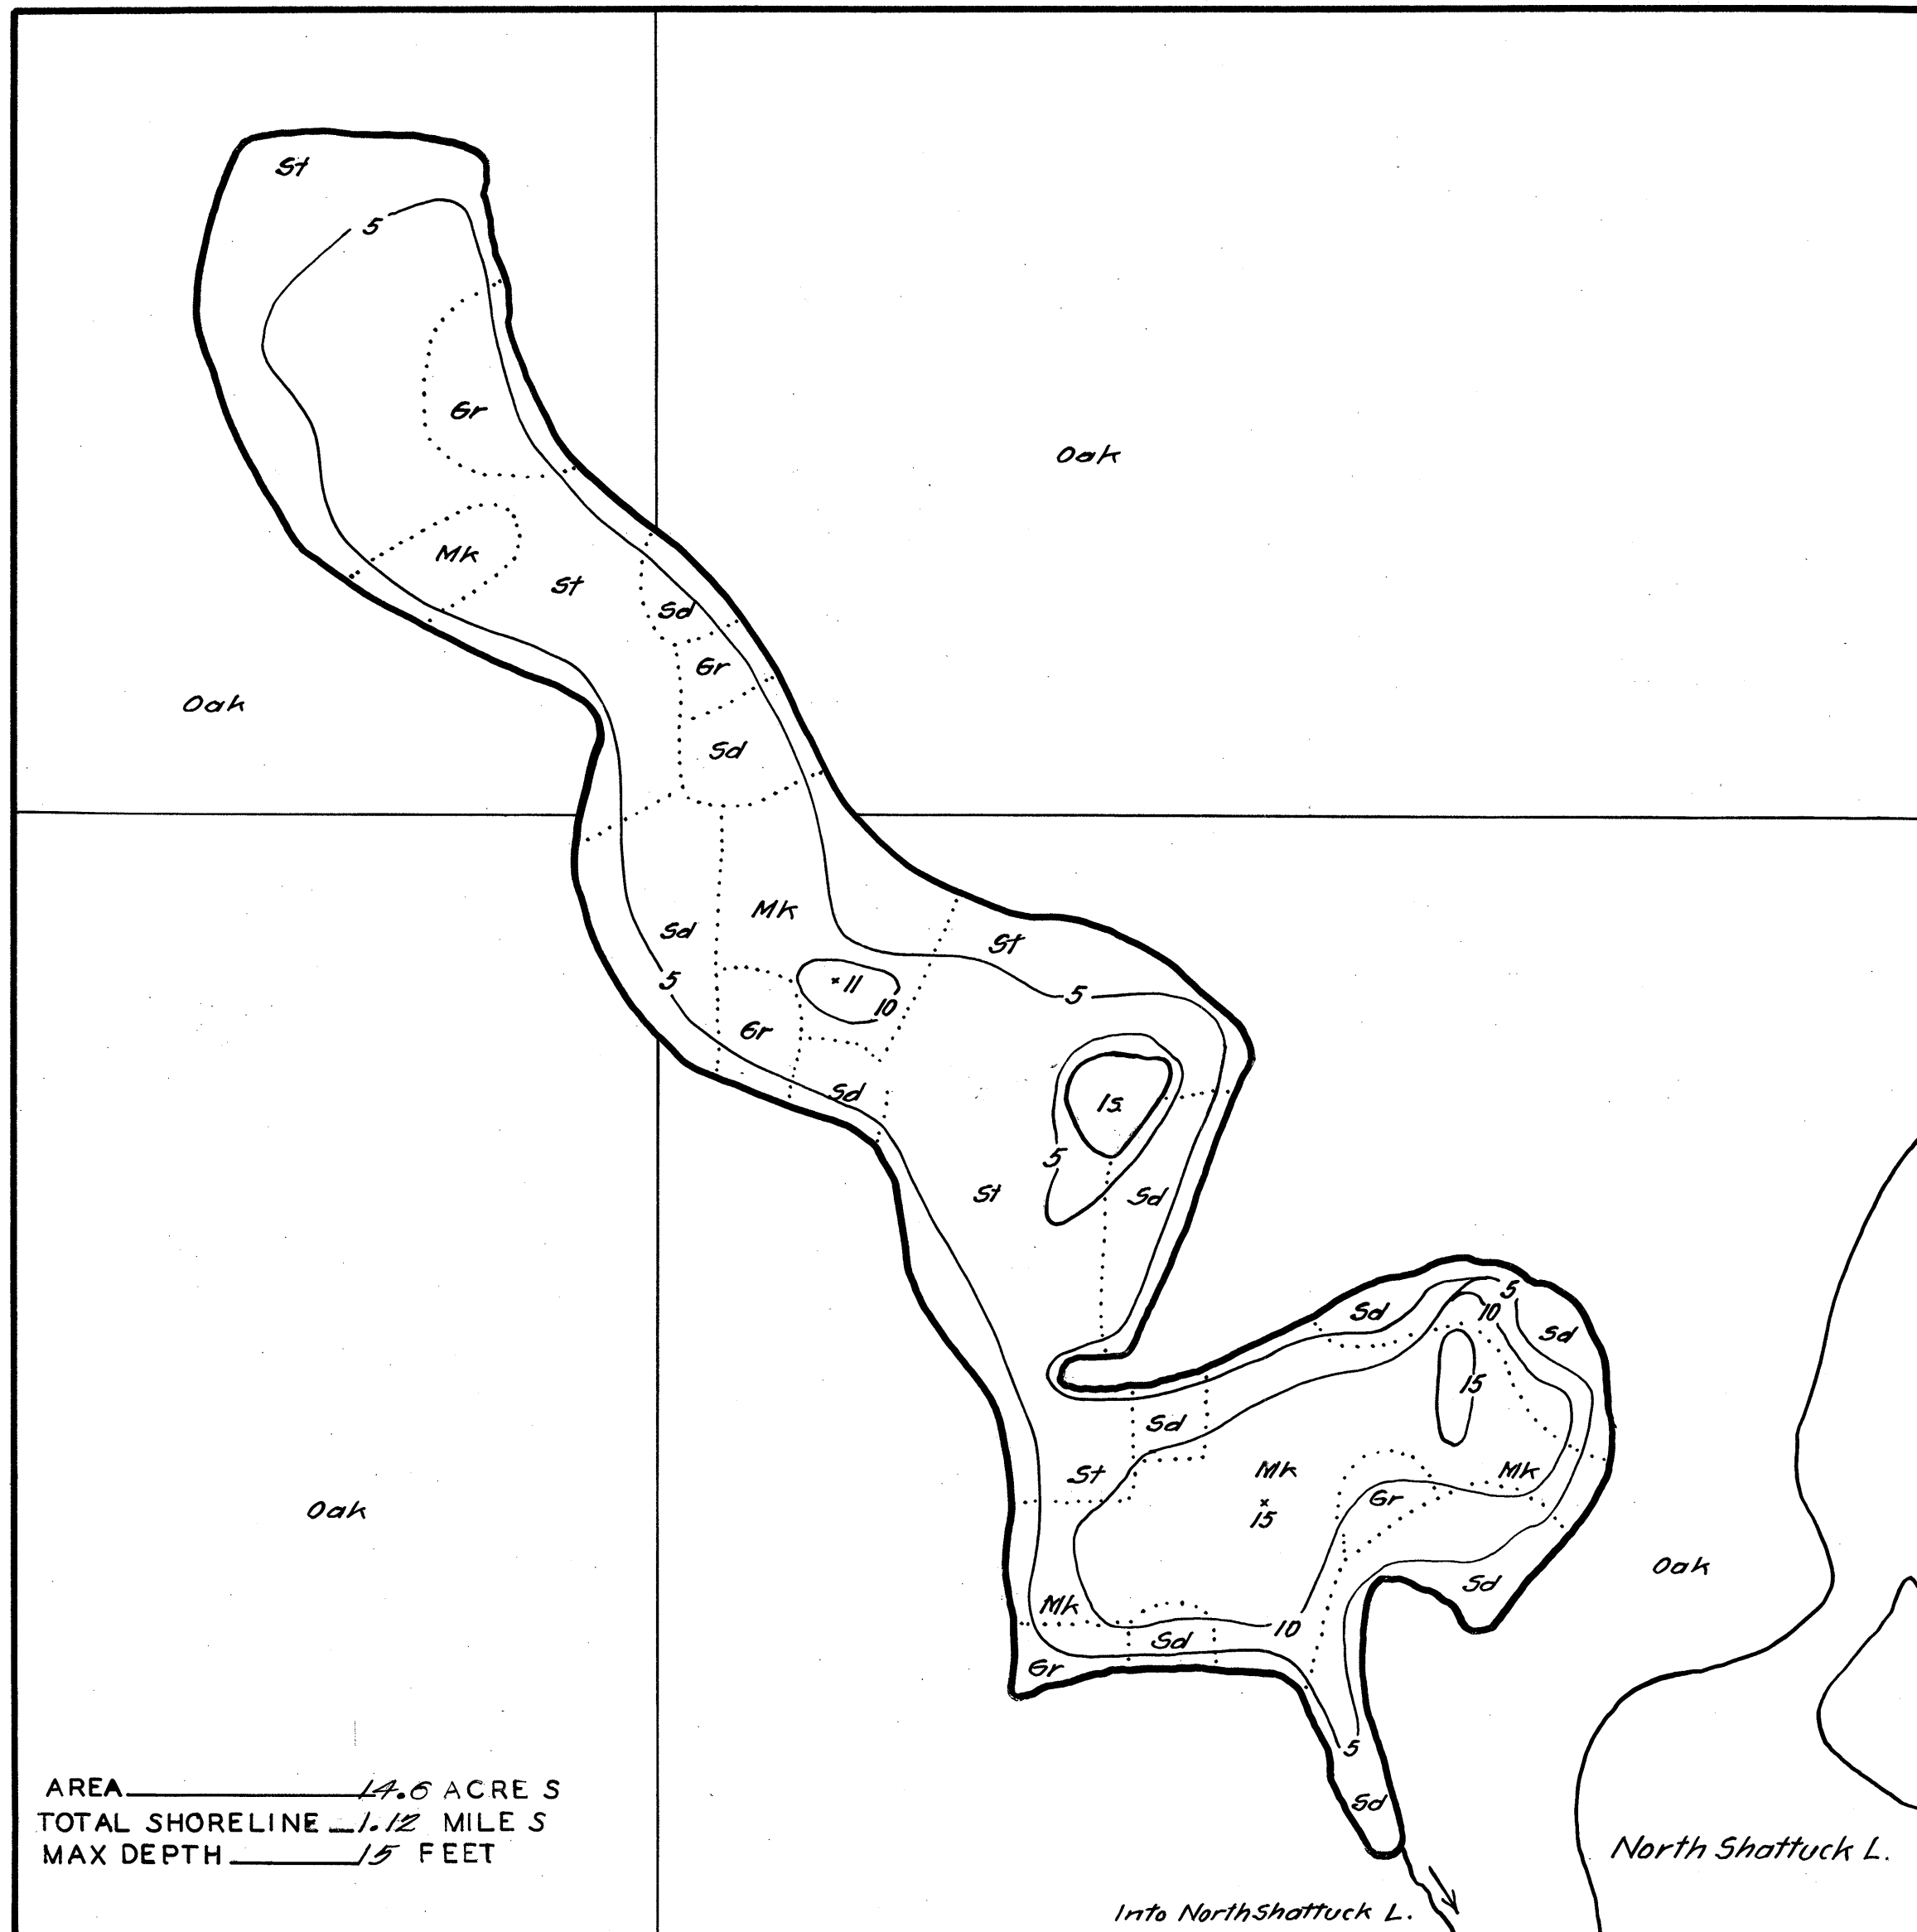 St
5
Gr
Oak
Mk
St
Sd
Gr
Oak
Sd
Mk
Sd
St
5
11
5
10
Gr
Sd
Is.
5
St
Sd
5
Sd
10
Sd
15
Sd
St
Mk
Mk
Gr
15
Oak
Oak
Sd
Mk
10
Sd
Gr
5
AREA 14.6 ACRES
Sd
TOTAL SHORELINE 1.12 MILES
MAX DEPTH 15 FEET
North Shattuck L.
Into North Shattuck L.